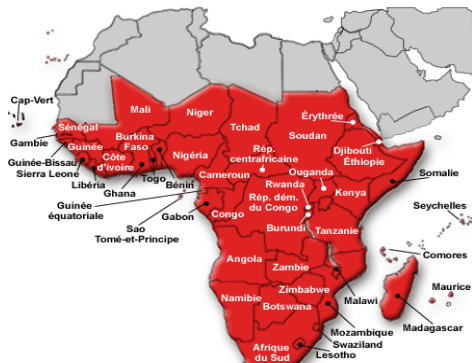 Cap-Vert
Mali
Niger
Érythrée
Sénégal
Tchad
Soudan
Gambie
Burkina
Faso
Guinée
Djibouti
Guinée-Bissau
Côte
d'ivoire
Nigéria
Rép.
centrafricaine
Éthiopie
Sierra Leone
Libéria
Togo
Bénin
Cameroun
Ouganda
Somalie
Ghana
Rwanda
Kenya
Guinée
équatoriale
Gabon
Congo
Rép. dém.
du Congo
Seychelles
Sao
Tomé-et-Principe
Burundi
Tanzanie
Angola
Comores
Zambie
Malawi
Maurice
Zimbabwe
Namibie
Botswana
Mozambique
Madagascar
Swaziland
Afrique
du Sud
Lesotho